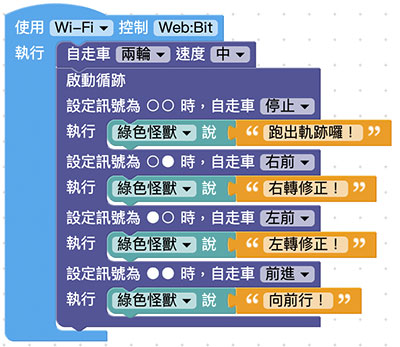 使用 Wi-Fi 控制 Web:Bit
執行 自走車 兩輪 速度 中
啟動循跡
設定訊號為 ○○ 時，自走車 停止
執行 綠色怪獸 說 “ 跑出軌跡囉！ ”
設定訊號為 ○● 時，自走車 右前
執行 綠色怪獸 說 “ 右轉修正！ ”
設定訊號為 ●○ 時，自走車 左前
執行 綠色怪獸 說 “ 左轉修正！ ”
設定訊號為 ●● 時，自走車 前進
執行 綠色怪獸 說 “ 向前行！ ”